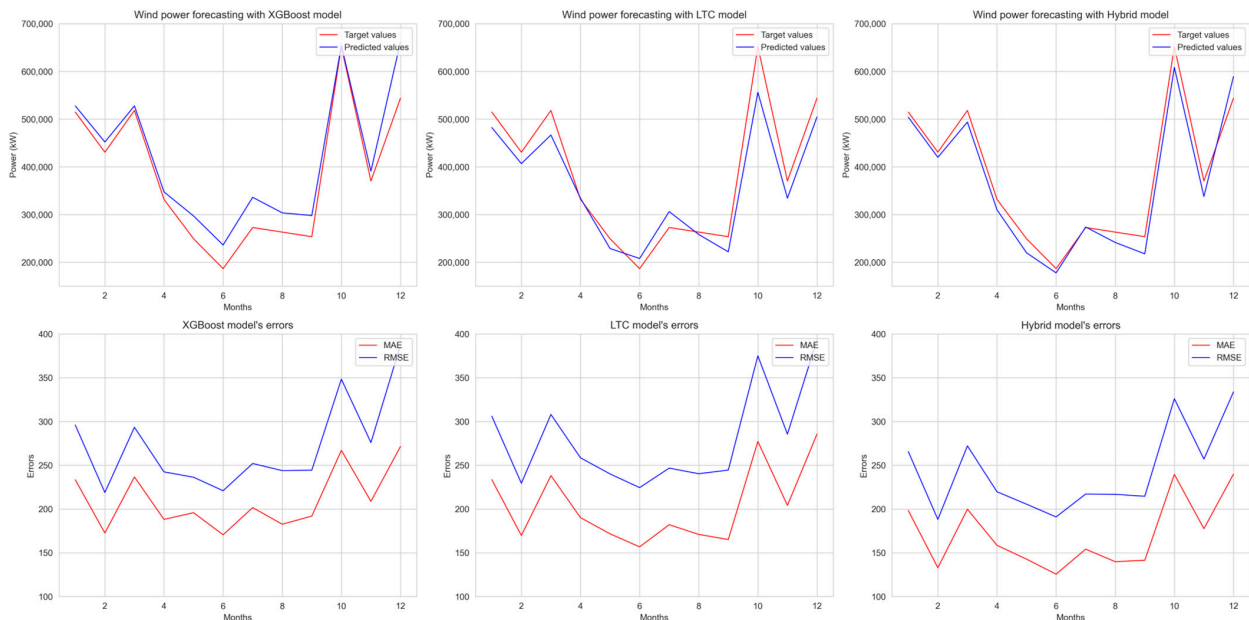 Wind power forecasting with XGBoost model
700,000
600,000
500,000
400,000
300,000
200,000
Power (kW)
Target values
Predicted values
2 4 6 8 10 12
Months
Wind power forecasting with LTC model
700,000
600,000
500,000
400,000
300,000
200,000
Power (kW)
Target values
Predicted values
2 4 6 8 10 12
Months
Wind power forecasting with Hybrid model
700,000
600,000
500,000
400,000
300,000
200,000
Power (kW)
Target values
Predicted values
2 4 6 8 10 12
Months
XGBoost model's errors
400
350
300
250
200
150
100
Errors
MAE
RMSE
2 4 6 8 10 12
Months
LTC model's errors
400
350
300
250
200
150
100
Errors
MAE
RMSE
2 4 6 8 10 12
Months
Hybrid model's errors
400
350
300
250
200
150
100
Errors
MAE
RMSE
2 4 6 8 10 12
Months